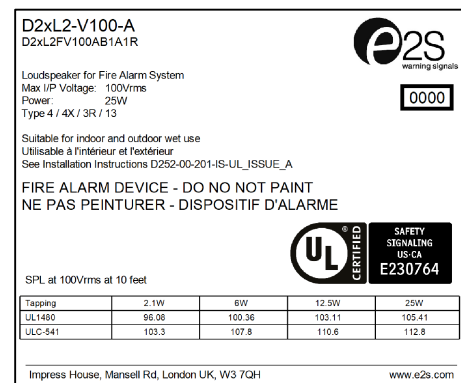 D2xL2-V100-A
D2xL2FV100AB1A1R
e2S
warning signals
Loudspeaker for Fire Alarm System
Max I/P Voltage: 100Vrms
Power: 25W
Type 4 / 4X / 3R / 13
0000
Suitable for indoor and outdoor wet use
Utilisable à l'intérieur et l'extérieur
See Installation Instructions D252-00-201-IS-UL_ISSUE_A
FIRE ALARM DEVICE - DO NO NOT PAINT
NE PAS PEINTURER - DISPOSITIF D'ALARME
UL ® CERTIFIED
SAFETY
SIGNALING
US-CA
E230764
SPL at 100Vrms at 10 feet
Tapping 2.1W 6W 12.5W 25W
UL1480 96.08 100.36 103.11 105.41
ULC-541 103.3 107.8 110.6 112.8
Impress House, Mansell Rd, London UK, W3 7QH www.e2s.com